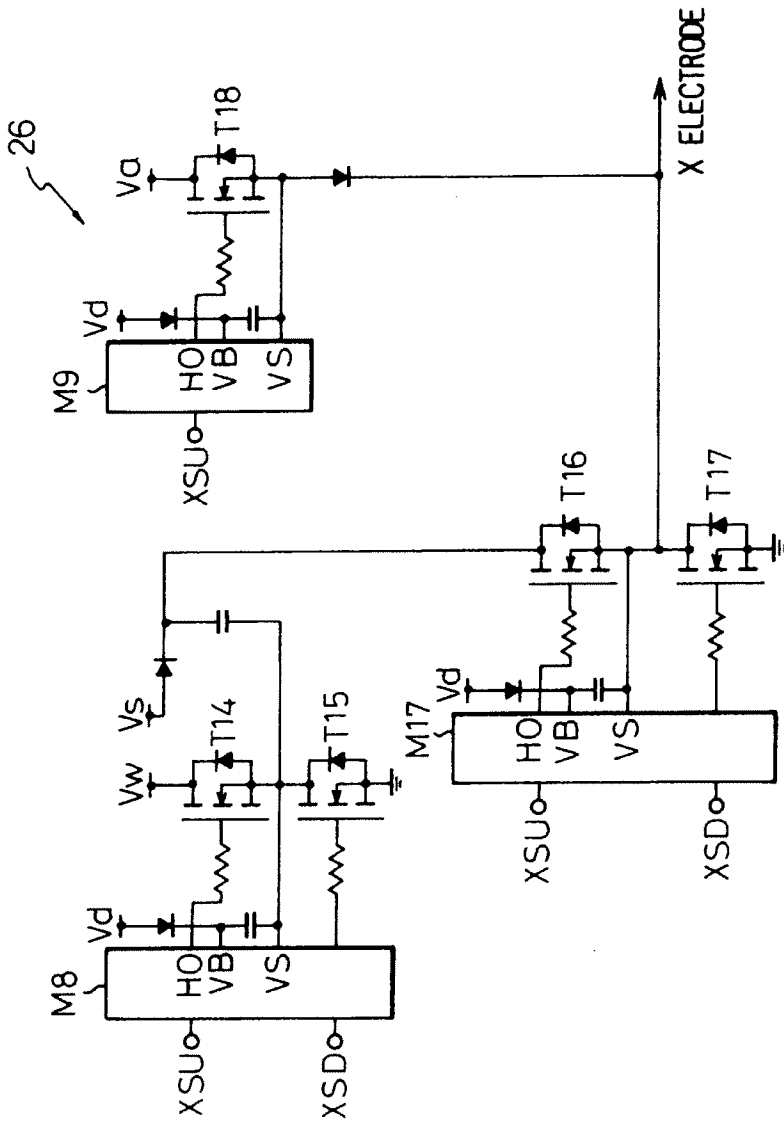 26
M9
Vd
Va
XSU
HO
VB
VS
T18
M8
Vd
Vw
Vs
XSU
HO
VB
VS
T14
XSD
T15
M17
Vd
XSU
HO
VB
VS
T16
XSD
T17
X ELECTRODE